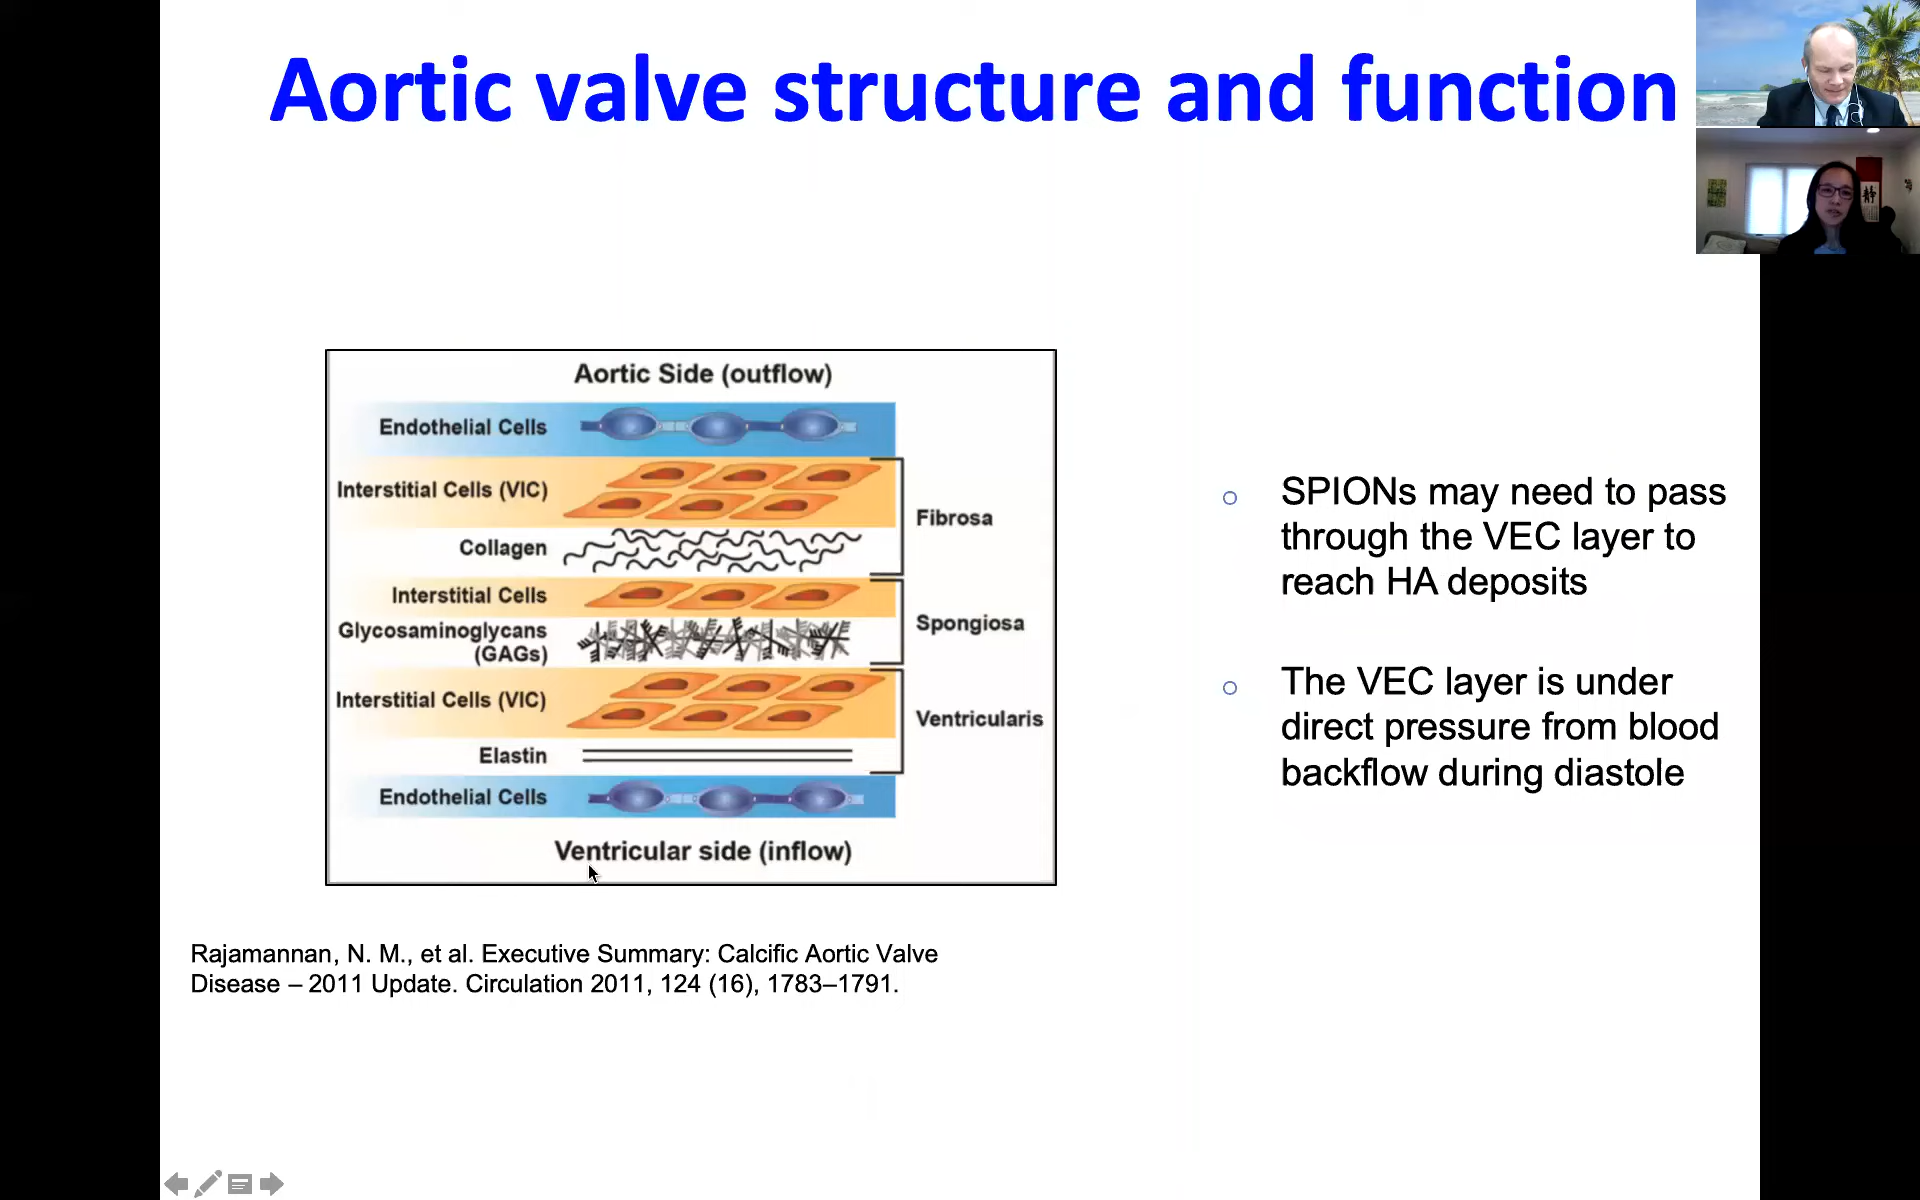 Aortic valve structure and function
静
Aortic Side (outflow)
Endothelial Cells
Interstitial Cells (VIC)
Fibrosa
Collagen
Interstitial Cells
Spongiosa
Glycosaminoglycans
(GAGs)
Interstitial Cells (VIC)
Ventricularis
Elastin
Endothelial Cells
Ventricular side (inflow)
SPIONs may need to pass
through the VEC layer to
reach HA deposits
The VEC layer is under
direct pressure from blood
backflow during diastole
Rajamannan, N. M., et al. Executive Summary: Calcific Aortic Valve
Disease – 2011 Update. Circulation 2011, 124 (16), 1783–1791.